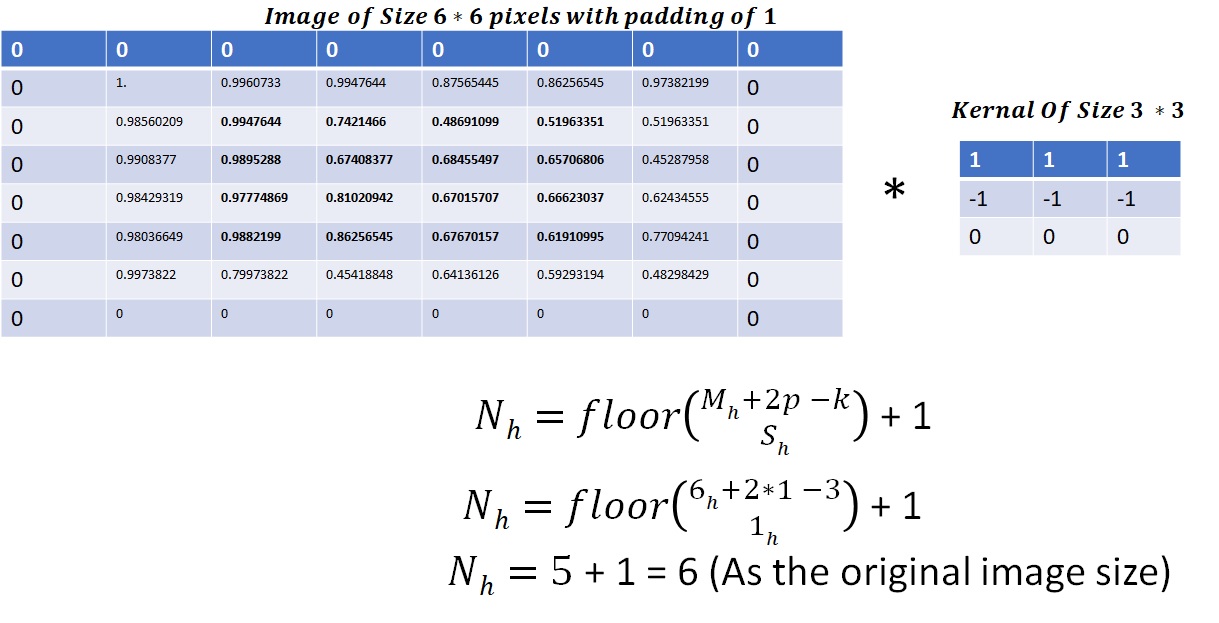 Image of Size 6 * 6 pixels with padding of 1
0 0 0 0 0 0 0 0
0 1. 0.9960733 0.9947644 0.87565445 0.86256545 0.97382199 0
0 0.98560209 0.9947644 0.7421466 0.48691099 0.51963351 0.51963351 0
0 0.9908377 0.9895288 0.67408377 0.68455497 0.65706806 0.45287958 0
0 0.98429319 0.97774869 0.81020942 0.67015707 0.66623037 0.62434555 0
0 0.98036649 0.9882199 0.86256545 0.67670157 0.61910995 0.77094241 0
0 0.9973822 0.79973822 0.45418848 0.64136126 0.59293194 0.48298429 0
0 0 0 0 0 0 0 0
*
Kernal Of Size 3 * 3
1 1 1
-1 -1 -1
0 0 0
N_h = floor(M_h+2p −k / S_h) + 1
N_h = floor(6_h+2*1 −3 / 1_h) + 1
N_h = 5 + 1 = 6 (As the original image size)